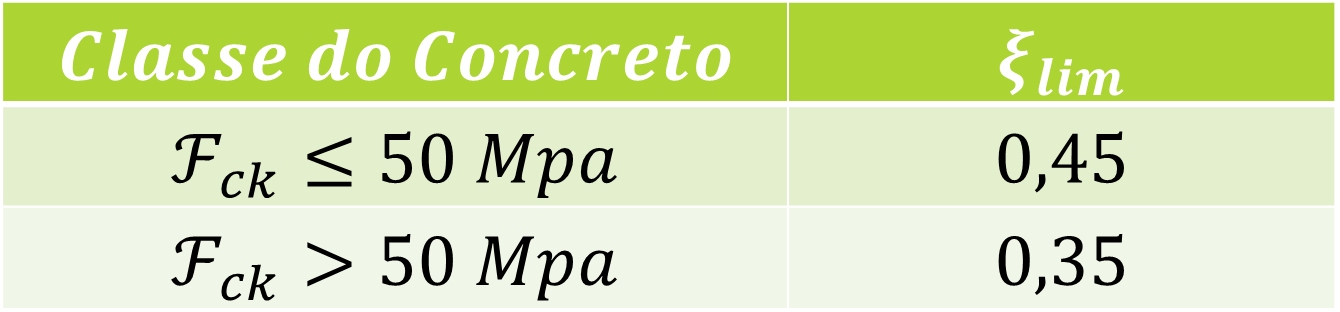 Classe do Concreto ξlim
ℱck ≤ 50 Mpa 0,45
ℱck > 50 Mpa 0,35